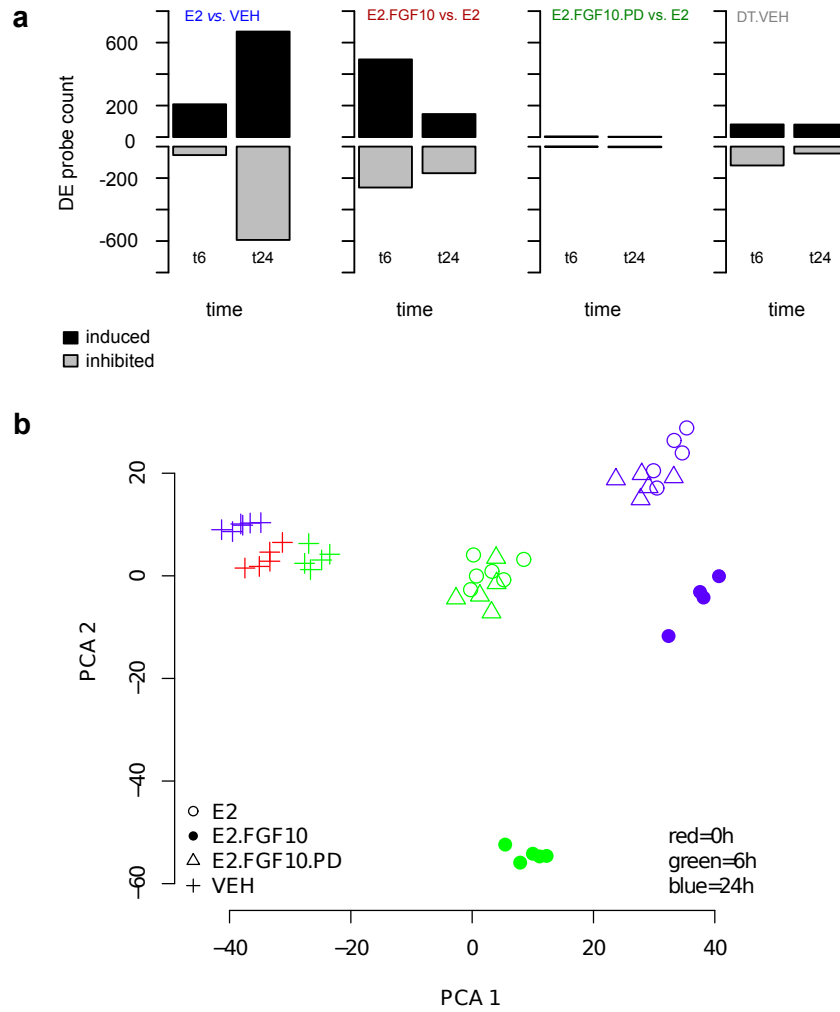 a
E2 vs. VEH
E2.FGF10 vs. E2
E2.FGF10.PD vs. E2
DT.VEH
DE probe count
600
200
0
-200
-600
t6 t24
t6 t24
t6 t24
t6 t24
time
time
time
time
induced
inhibited
b
PCA 2
20
0
−20
−40
−60
E2
E2.FGF10
E2.FGF10.PD
VEH
red=0h
green=6h
blue=24h
−40 −20 0 20 40
PCA 1